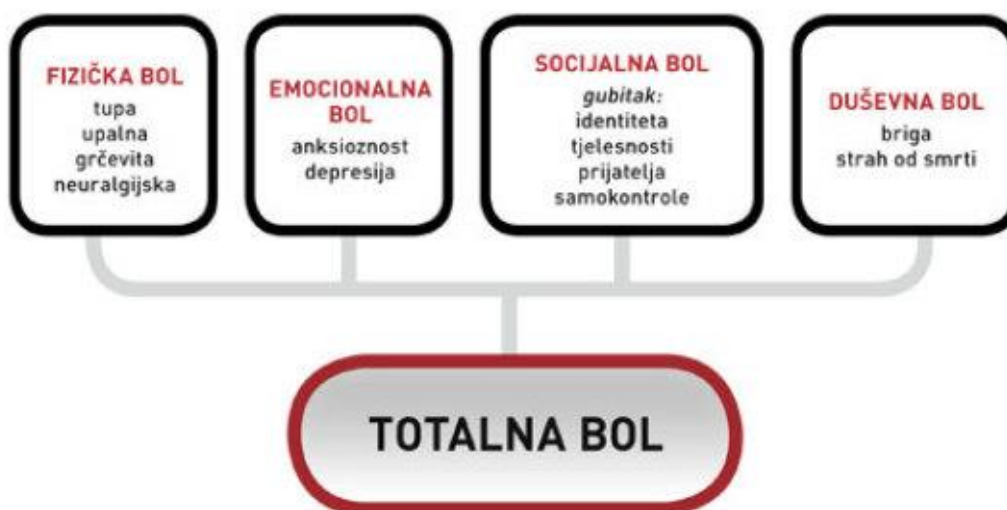 FIZIČKA BOL
tupa
upalna
grčevita
neuralgijska
EMOCIONALNA
BOL
anksioznost
depresija
SOCIJALNA BOL
gubitak:
identiteta
tjelesnosti
prijatelja
samokontrole
DUŠEVNA BOL
briga
strah od smrti
TOTALNA BOL